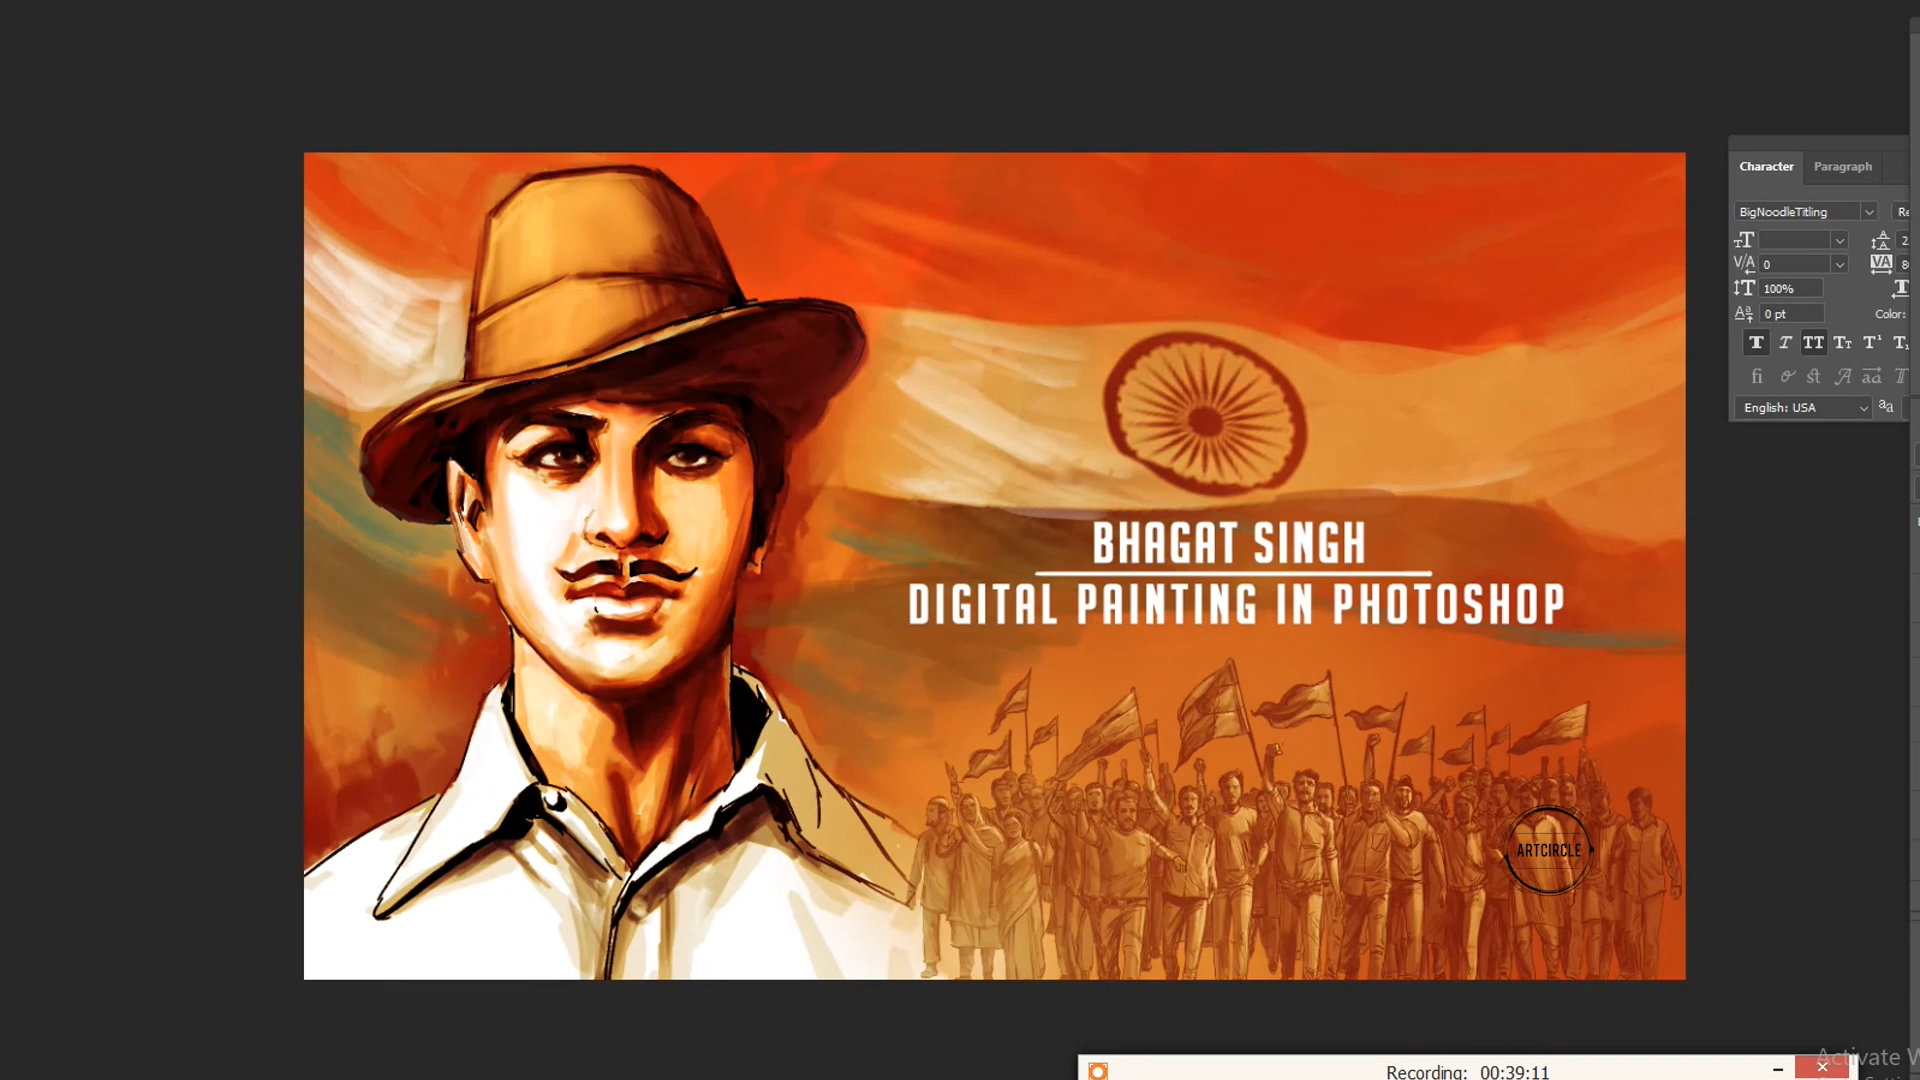 Character Paragraph
BigNoodleTitling
0
100%
0 pt
Color:
English: USA
BHAGAT SINGH
DIGITAL PAINTING IN PHOTOSHOP
ARTCIRCLE
Recording: 00:39:11
Activate W